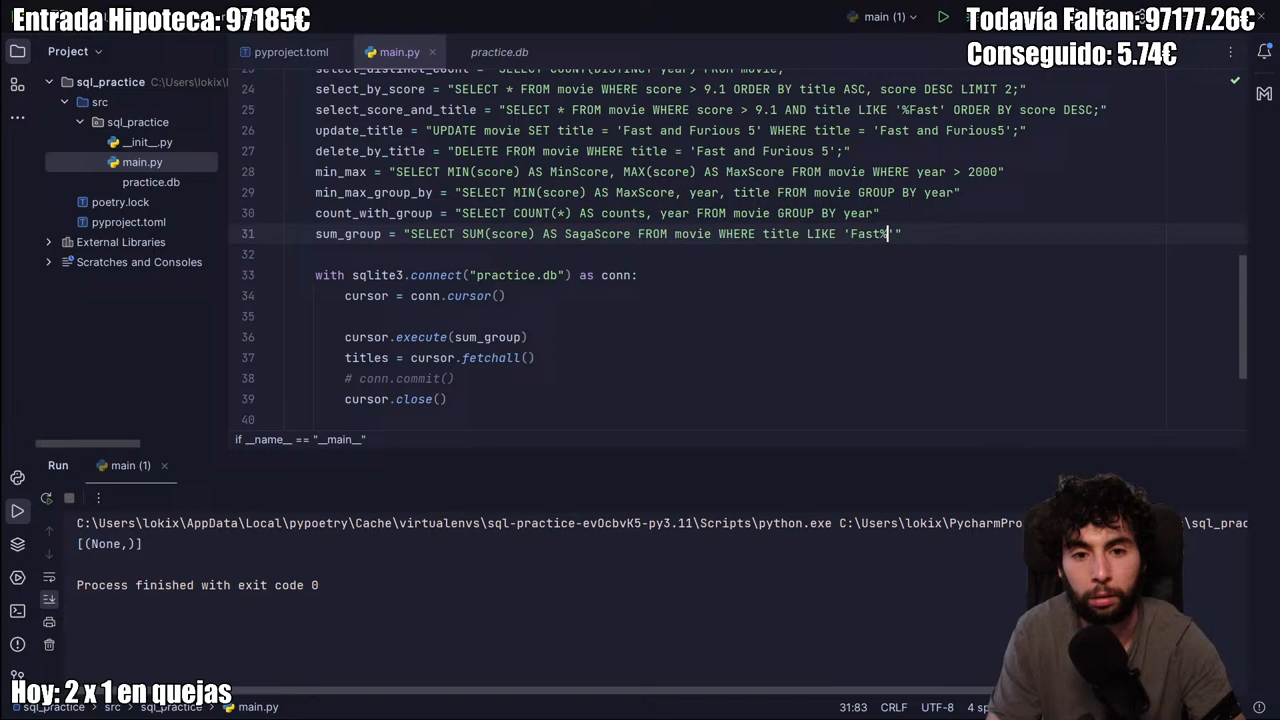 Entrada Hipoteca: 97185€
main (1)
Todavía Faltan: 97177.26€
Conseguido: 5.74€
Project
pyproject.toml
main.py
practice.db
sql_practice C:\Users\lokix\
src
sql_practice
__init__.py
main.py
practice.db
poetry.lock
pyproject.toml
External Libraries
Scratches and Consoles
select_distinct_count = "SELECT COUNT(DISTINCT year) FROM movie;"
24 select_by_score = "SELECT * FROM movie WHERE score > 9.1 ORDER BY title ASC, score DESC LIMIT 2;"
25 select_score_and_title = "SELECT * FROM movie WHERE score > 9.1 AND title LIKE '%Fast' ORDER BY score DESC;"
26 update_title = "UPDATE movie SET title = 'Fast and Furious 5' WHERE title = 'Fast and Furious5';"
27 delete_by_title = "DELETE FROM movie WHERE title = 'Fast and Furious 5';"
28 min_max = "SELECT MIN(score) AS MinScore, MAX(score) AS MaxScore FROM movie WHERE year > 2000"
29 min_max_group_by = "SELECT MIN(score) AS MaxScore, year, title FROM movie GROUP BY year"
30 count_with_group = "SELECT COUNT(*) AS counts, year FROM movie GROUP BY year"
31 sum_group = "SELECT SUM(score) AS SagaScore FROM movie WHERE title LIKE 'Fast%'"
32
33 with sqlite3.connect("practice.db") as conn:
34 cursor = conn.cursor()
35
36 cursor.execute(sum_group)
37 titles = cursor.fetchall()
38 # conn.commit()
39 cursor.close()
40
if __name__ == "__main__"
Run
main (1)
C:\Users\lokix\AppData\Local\pypoetry\Cache\virtualenvs\sql-practice-evOcbvK5-py3.11\Scripts\python.exe C:\Users\lokix\PycharmPro
\sql_prac
[(None,)]
Process finished with exit code 0
Hoy: 2 x 1 en quejas
sql_practice > src > sql_practice > main.py
31:83 CRLF UTF-8 4 sp